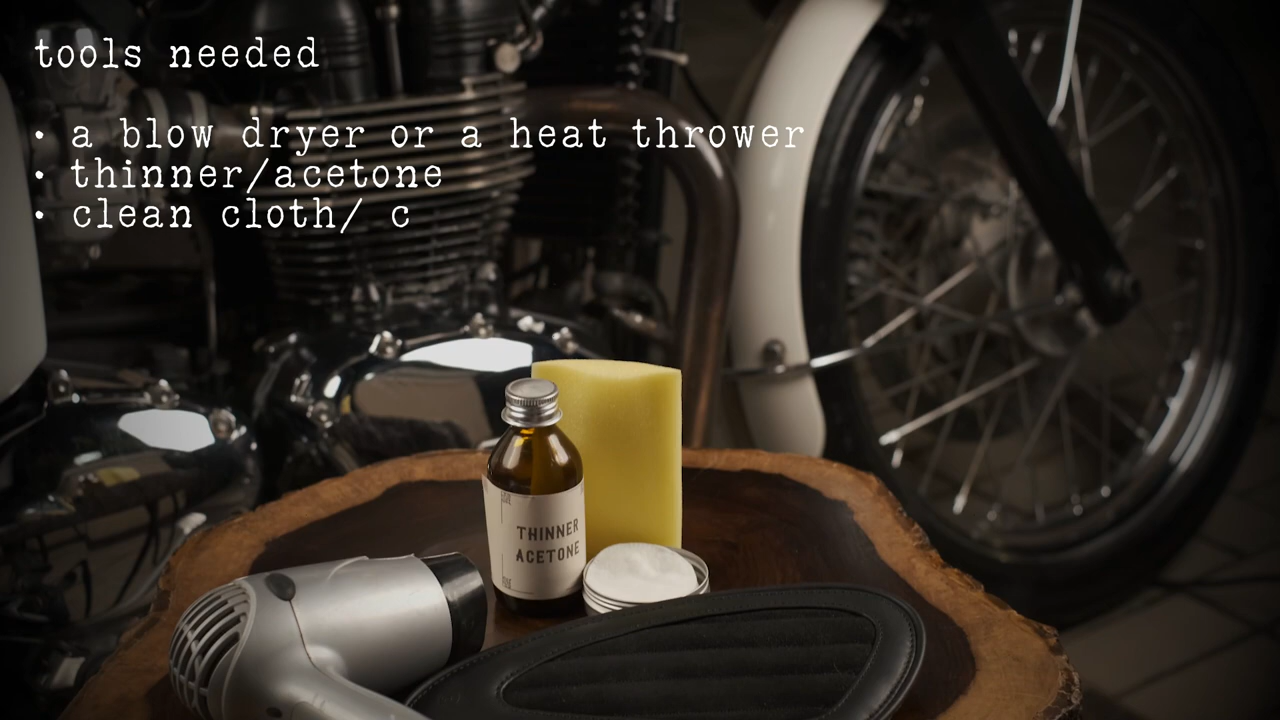 tools needed
• a blow dryer or a heat thrower
• thinner/acetone
• clean cloth/ c
THINNER
ACETONE